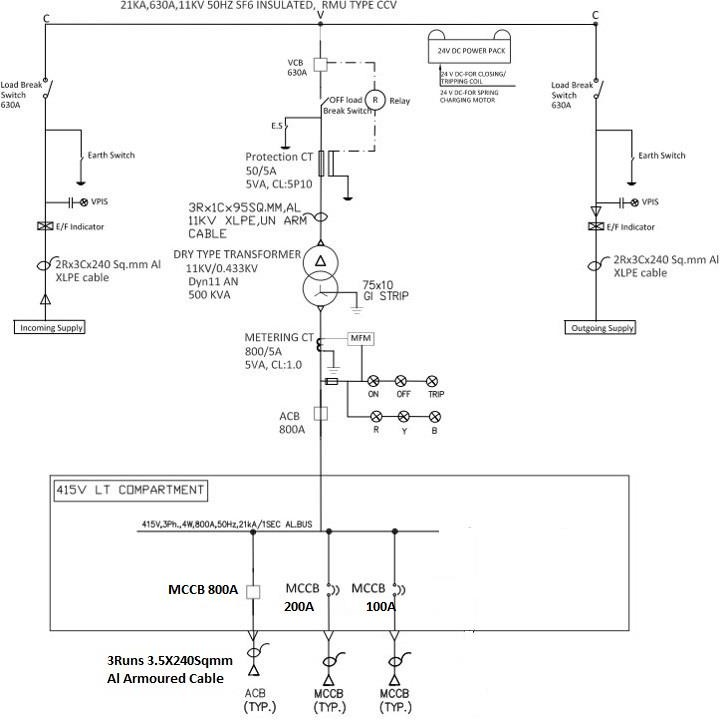 21KA,630A,11KV 50HZ SF6 INSULATED, RMU TYPE CCV
C
V
C
VCB
630A
24V DC POWER PACK
24 V DC-FOR CLOSING/
TRIPPING COIL
24 V DC-FOR SPRING
CHARGING MOTOR
Load Break
Switch
630A
OFF load
Break Switch
R
Relay
Load Break
Switch
630A
E.S
Earth Switch
Protection CT
50/5A
5VA, CL:5P10
Earth Switch
VPIS
VPIS
E/F Indicator
3Rx1Cx95SQ.MM,AL
11KV XLPE,UN ARM
CABLE
E/F Indicator
2Rx3Cx240 Sq.mm Al
XLPE cable
DRY TYPE TRANSFORMER
11KV/0.433KV
Dyn11 AN
500 KVA
2Rx3Cx240 Sq.mm Al
XLPE cable
75x10
GI STRIP
Incoming Supply
Outgoing Supply
METERING CT
800/5A
5VA, CL:1.0
MFM
ON OFF TRIP
ACB
800A
R Y B
415V LT COMPARTMENT
415V,3Ph.,4W,800A,50Hz,21kA/1SEC AL.BUS
MCCB 800A
MCCB
200A
MCCB
100A
3Runs 3.5X240Sqmm
Al Armoured Cable
ACB
(TYP.)
MCCB
(TYP.)
MCCB
(TYP.)